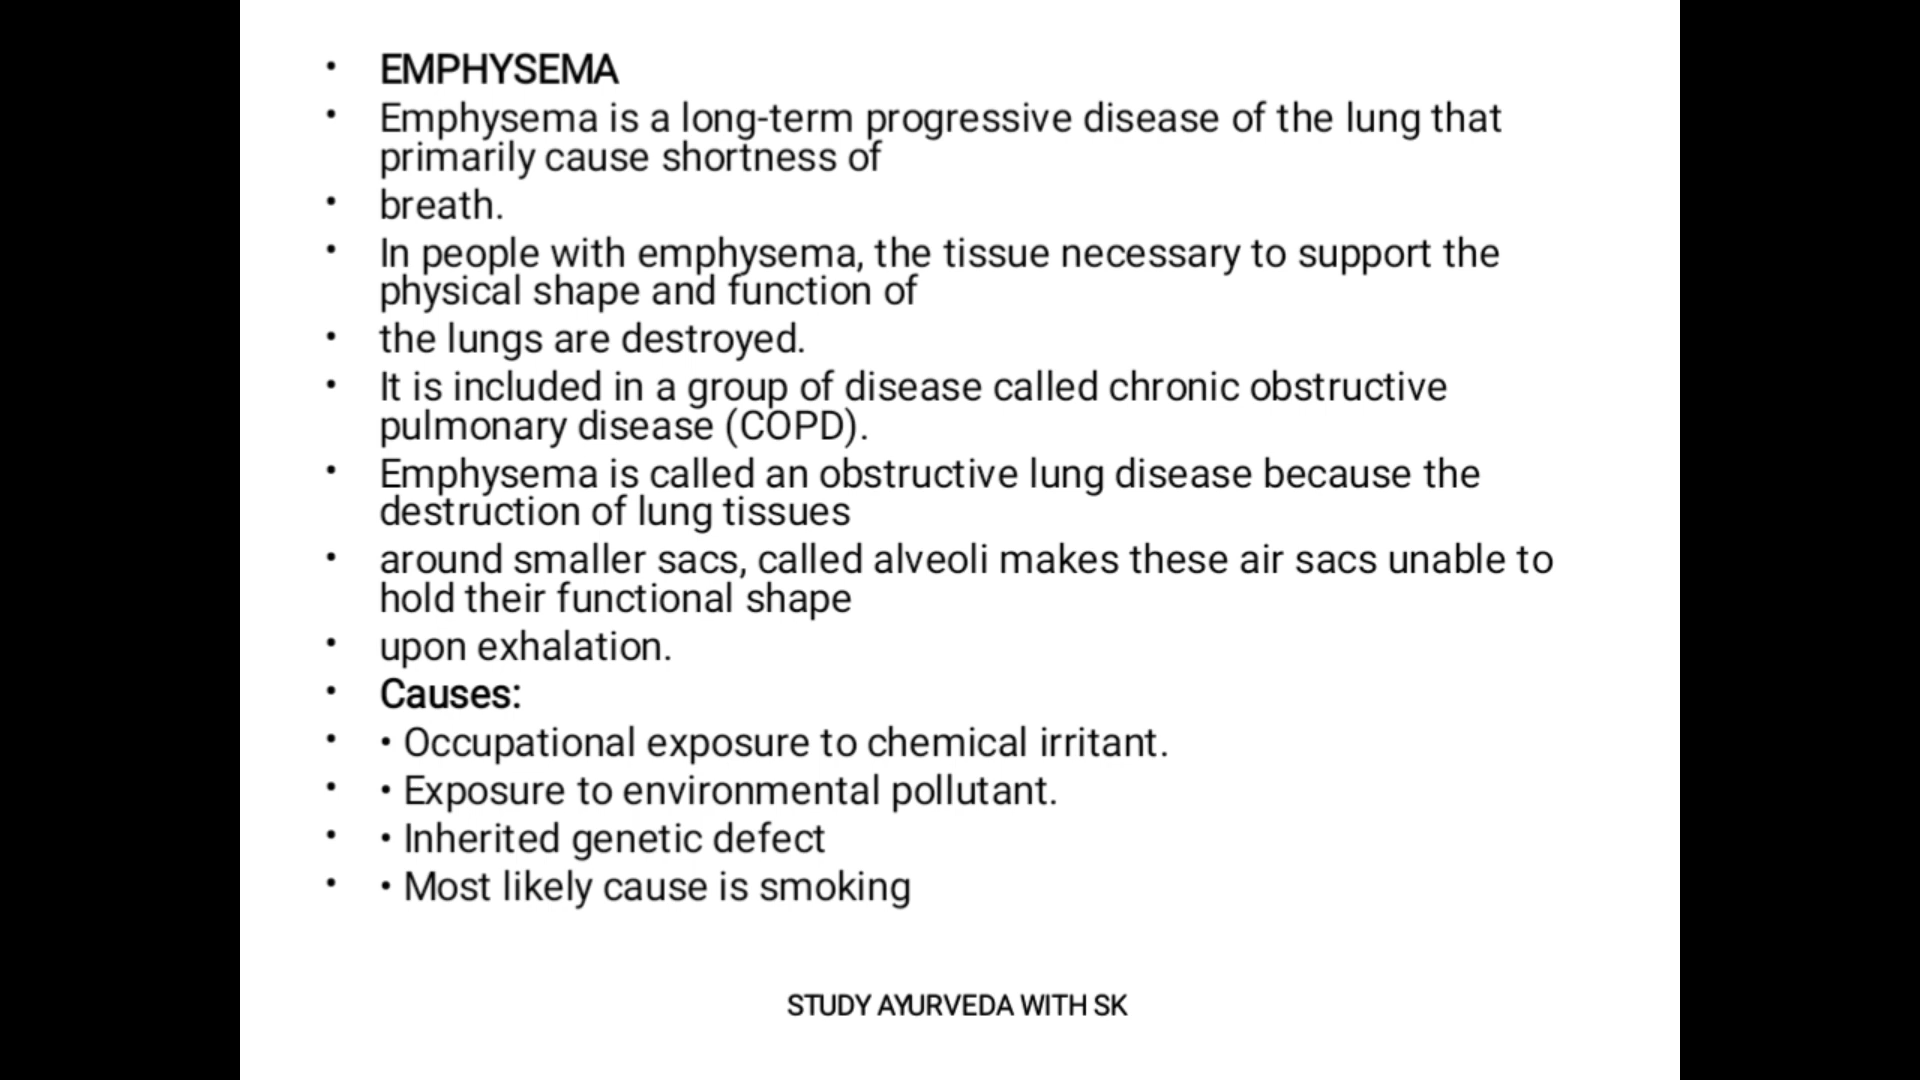 • EMPHYSEMA
• Emphysema is a long-term progressive disease of the lung that
primarily cause shortness of
• breath.
• In people with emphysema, the tissue necessary to support the
physical shape and function of
• the lungs are destroyed.
• It is included in a group of disease called chronic obstructive
pulmonary disease (COPD).
• Emphysema is called an obstructive lung disease because the
destruction of lung tissues
• around smaller sacs, called alveoli makes these air sacs unable to
hold their functional shape
• upon exhalation.
• Causes:
• • Occupational exposure to chemical irritant.
• • Exposure to environmental pollutant.
• • Inherited genetic defect
• • Most likely cause is smoking
STUDY AYURVEDA WITH SK